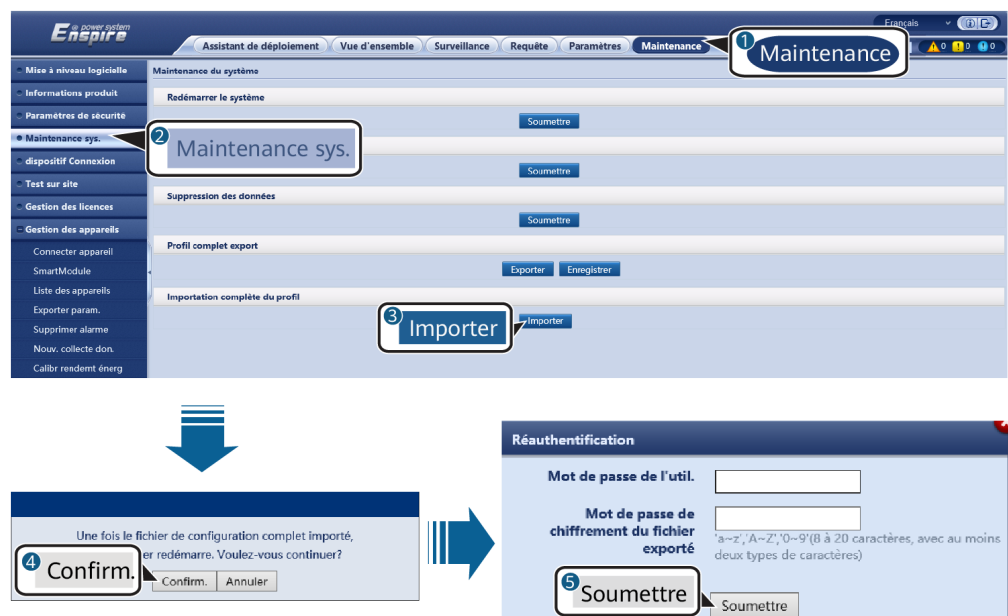 power system
Enspire
Français
Assistant de déploiement Vue d'ensemble Surveillance Requête Paramètres Maintenance
1 Maintenance
0 0 0
Mise à niveau logicielle
Informations produit
Paramètres de sécurité
Maintenance sys.
dispositif Connexion
Test sur site
Gestion des licences
Gestion des appareils
Connecter appareil
SmartModule
Liste des appareils
Exporter param.
Supprimer alarme
Nouv. collecte don.
Calibr rendemt énerg
Maintenance du système
Redémarrer le système
Soumettre
2 Maintenance sys.
Soumettre
Suppression des données
Soumettre
Profil complet export
Exporter Enregistrer
Importation complète du profil
3 Importer
Importer
Une fois le fichier de configuration complet importé,
er redémarre. Voulez-vous continuer?
4 Confirm.
Confirm. Annuler
Réauthentification
Mot de passe de l'util.
Mot de passe de
chiffrement du fichier
exporté
'a~z','A~Z','0~9'(8 à 20 caractères, avec au moins
deux types de caractères)
5 Soumettre
Soumettre